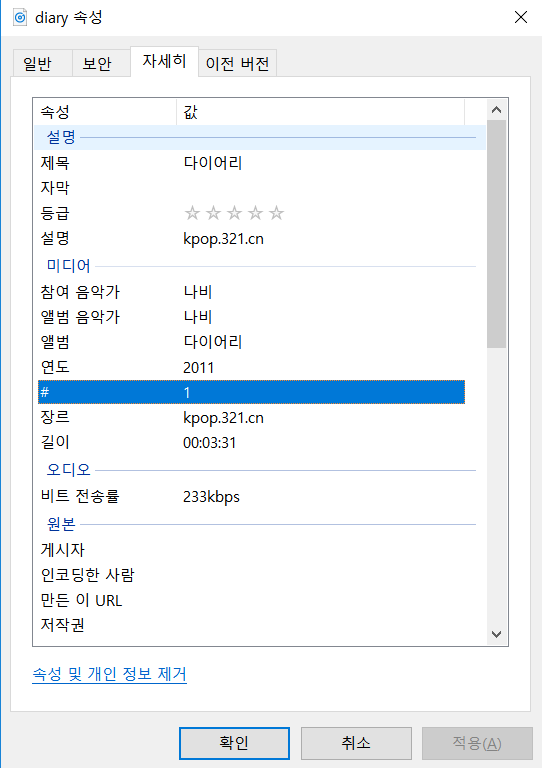 diary 속성
일반 보안 자세히 이전 버전
속성 값
설명
제목 다이어리
자막
등급 ☆☆☆☆☆
설명 kpop.321.cn
미디어
참여 음악가 나비
앨범 음악가 나비
앨범 다이어리
연도 2011
# 1
장르 kpop.321.cn
길이 00:03:31
오디오
비트 전송률 233kbps
원본
게시자
인코딩한 사람
만든 이 URL
저작권
속성 및 개인 정보 제거
확인 취소 적용(A)